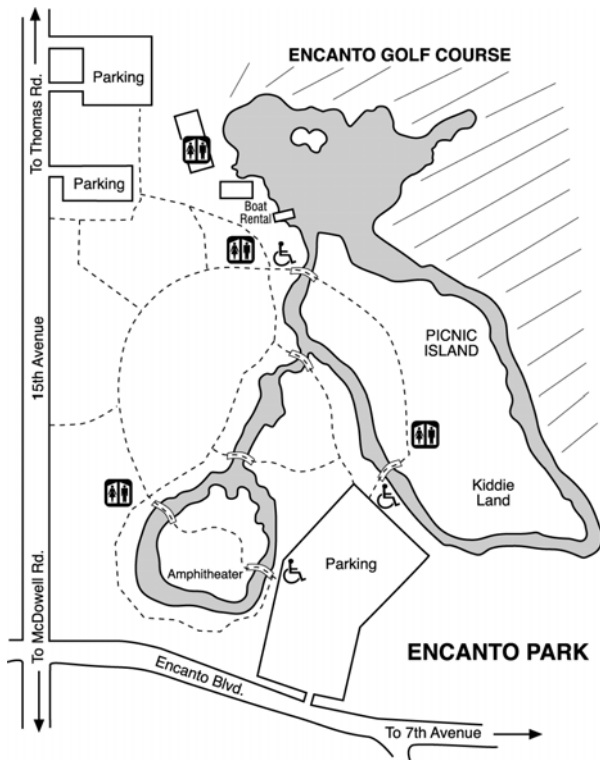 ENCANTO GOLF COURSE
Parking
To Thomas Rd.
Parking
Boat
Rental
PICNIC
ISLAND
15th Avenue
Kiddie
Land
Amphitheater
Parking
To McDowell Rd.
ENCANTO PARK
Encanto Blvd.
To 7th Avenue